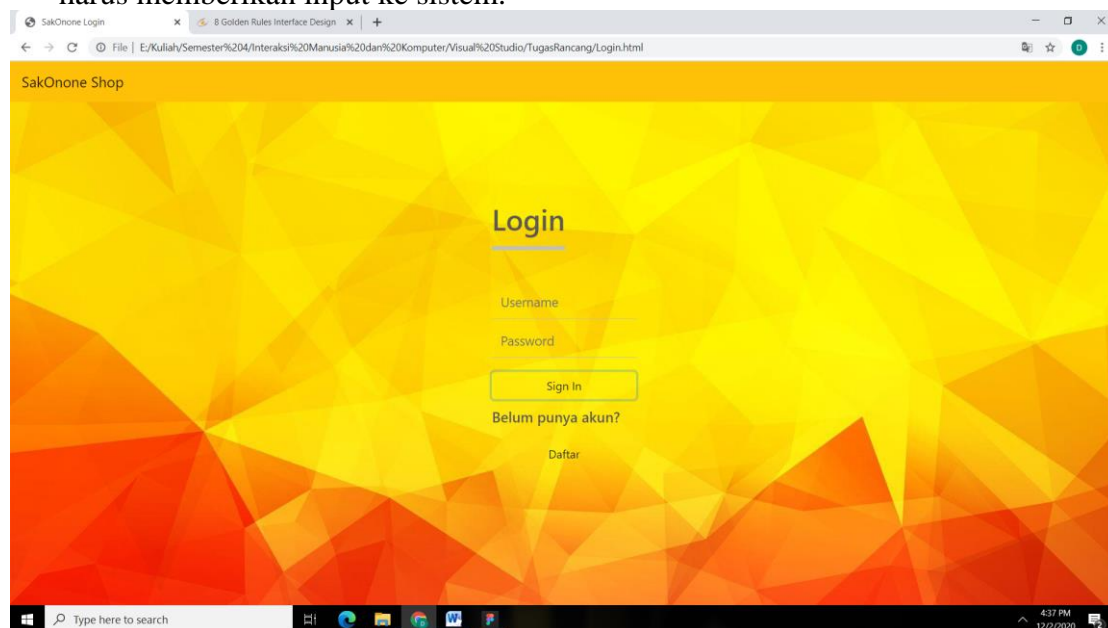 harus memberikan input ke sistem.
SakOnone Login
8 Golden Rules Interface Design
File | E:/Kuliah/Semester%204/Interaksi%20Manusia%20dan%20Komputer/Visual%20Studio/TugasRancang/Login.html
D
SakOnone Shop
Login
Username
Password
Sign In
Belum punya akun?
Daftar
Type here to search
4:37 PM
12/2/2020
2